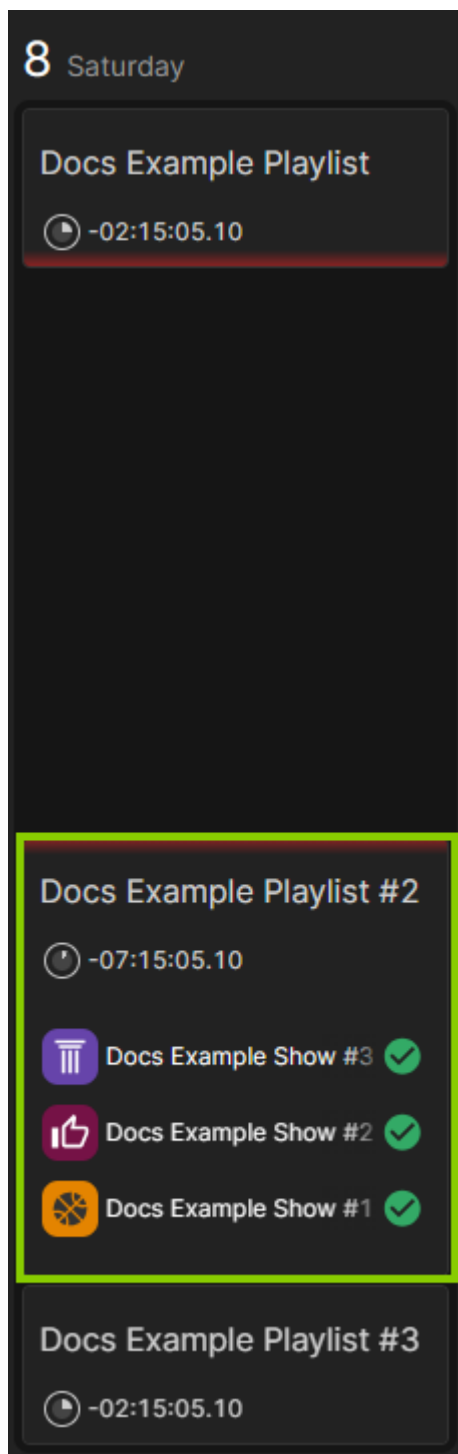 8 Saturday
Docs Example Playlist
-02:15:05.10
Docs Example Playlist #2
-07:15:05.10
Docs Example Show #3
Docs Example Show #2
Docs Example Show #1
Docs Example Playlist #3
-02:15:05.10